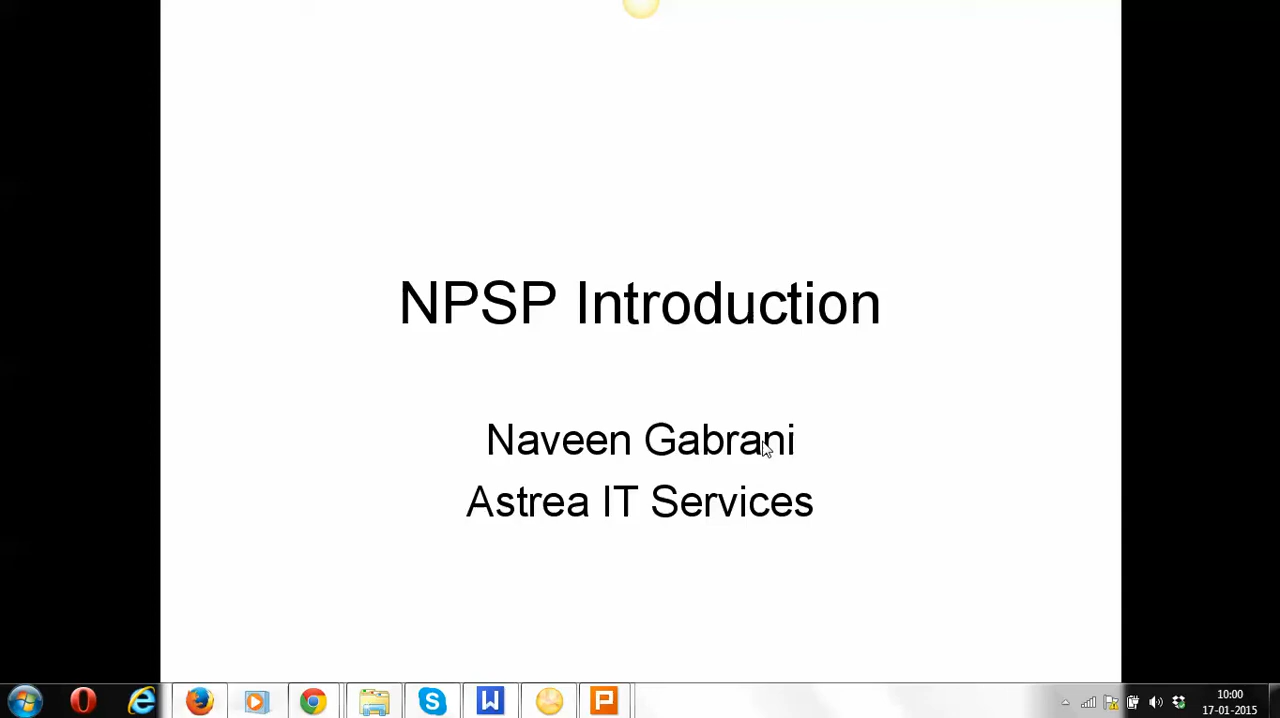 NPSP Introduction
Naveen Gabrani
Astrea IT Services
10:00
17-01-2015